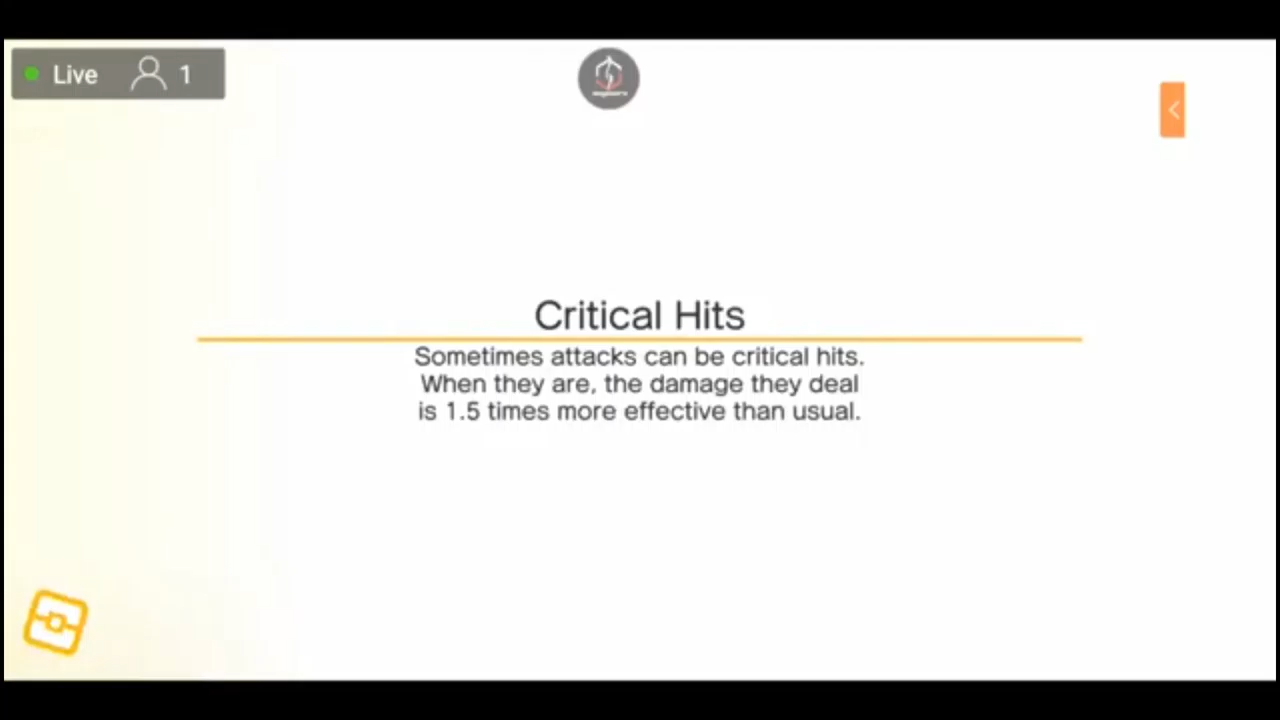 Live 1
Critical Hits
Sometimes attacks can be critical hits.
When they are, the damage they deal
is 1.5 times more effective than usual.